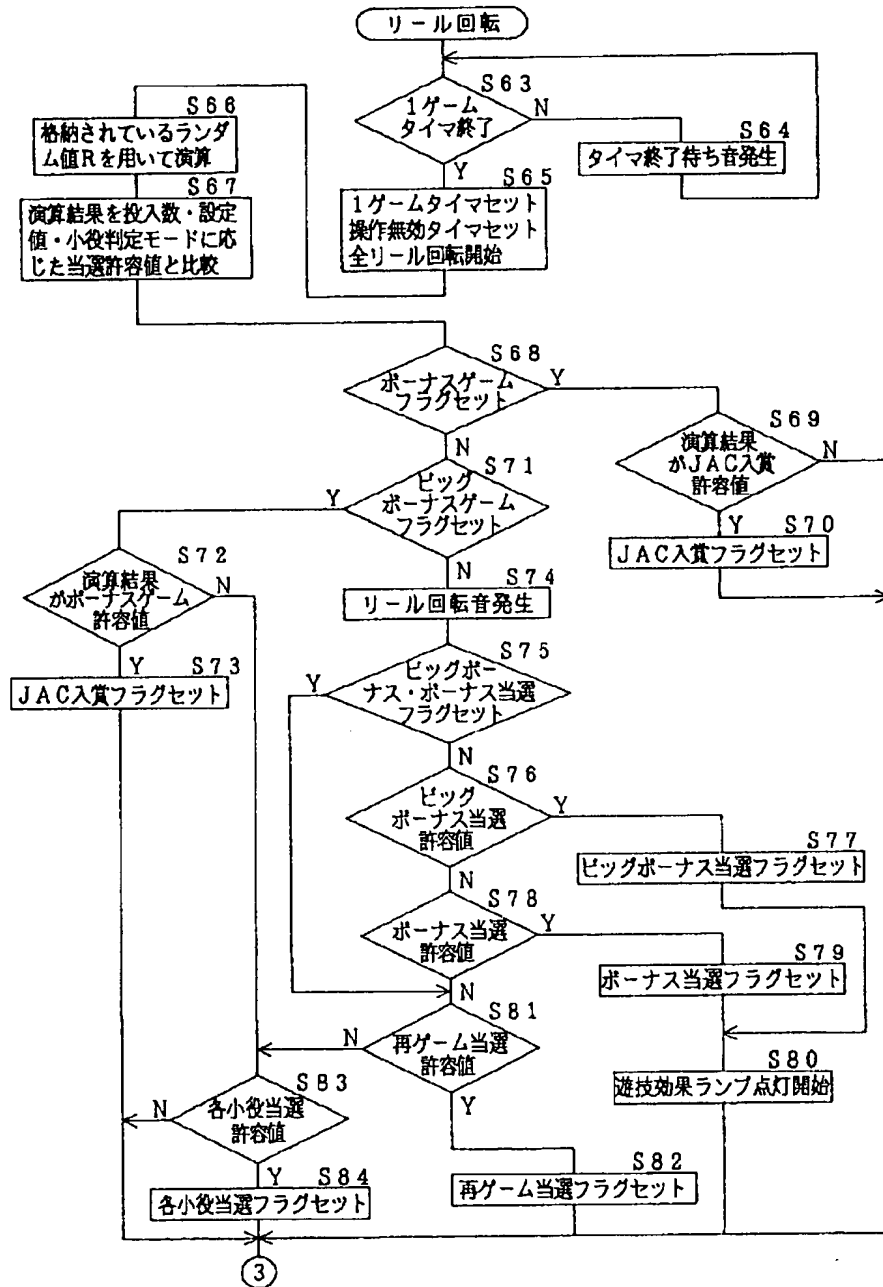 リール回転
S63
1ゲーム
タイマ終了
N
Y
S64
タイマ終了待ち音発生
S65
1ゲームタイマセット
操作無効タイマセット
全リール回転開始
S66
格納されているランダ
ム値Rを用いて演算
S67
演算結果を投入数・設定
値・小役判定モードに応
じた当選許容値と比較
S68
ボーナスゲーム
フラグセット
Y
N
S69
演算結果
がJAC入賞
許容値
N
Y
S70
JAC入賞フラグセット
S71
ビッグ
ボーナスゲーム
フラグセット
Y
N
S72
演算結果
がボーナスゲーム
許容値
N
Y
S73
JAC入賞フラグセット
S74
リール回転音発生
S75
ビッグボー
ナス・ボーナス当選
フラグセット
Y
N
S76
ビッグ
ボーナス当選
許容値
Y
N
S77
ビッグボーナス当選フラグセット
S78
ボーナス当選
許容値
Y
N
S79
ボーナス当選フラグセット
S80
遊技効果ランプ点灯開始
S81
再ゲーム当選
許容値
N
Y
S82
再ゲーム当選フラグセット
S83
各小役当選
許容値
N
Y
S84
各小役当選フラグセット
3